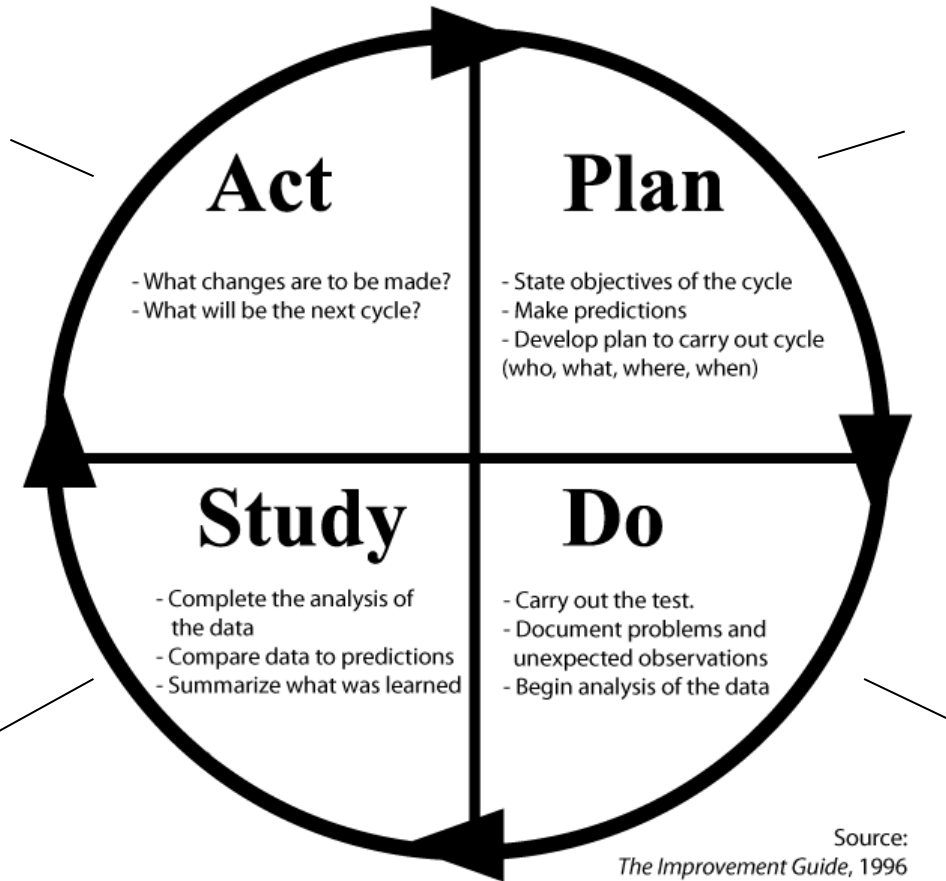 Act
- What changes are to be made?
- What will be the next cycle?
Plan
- State objectives of the cycle
- Make predictions
- Develop plan to carry out cycle
(who, what, where, when)
Study
- Complete the analysis of
the data
- Compare data to predictions
- Summarize what was learned
Do
- Carry out the test.
- Document problems and
unexpected observations
- Begin analysis of the data
Source:
The Improvement Guide, 1996